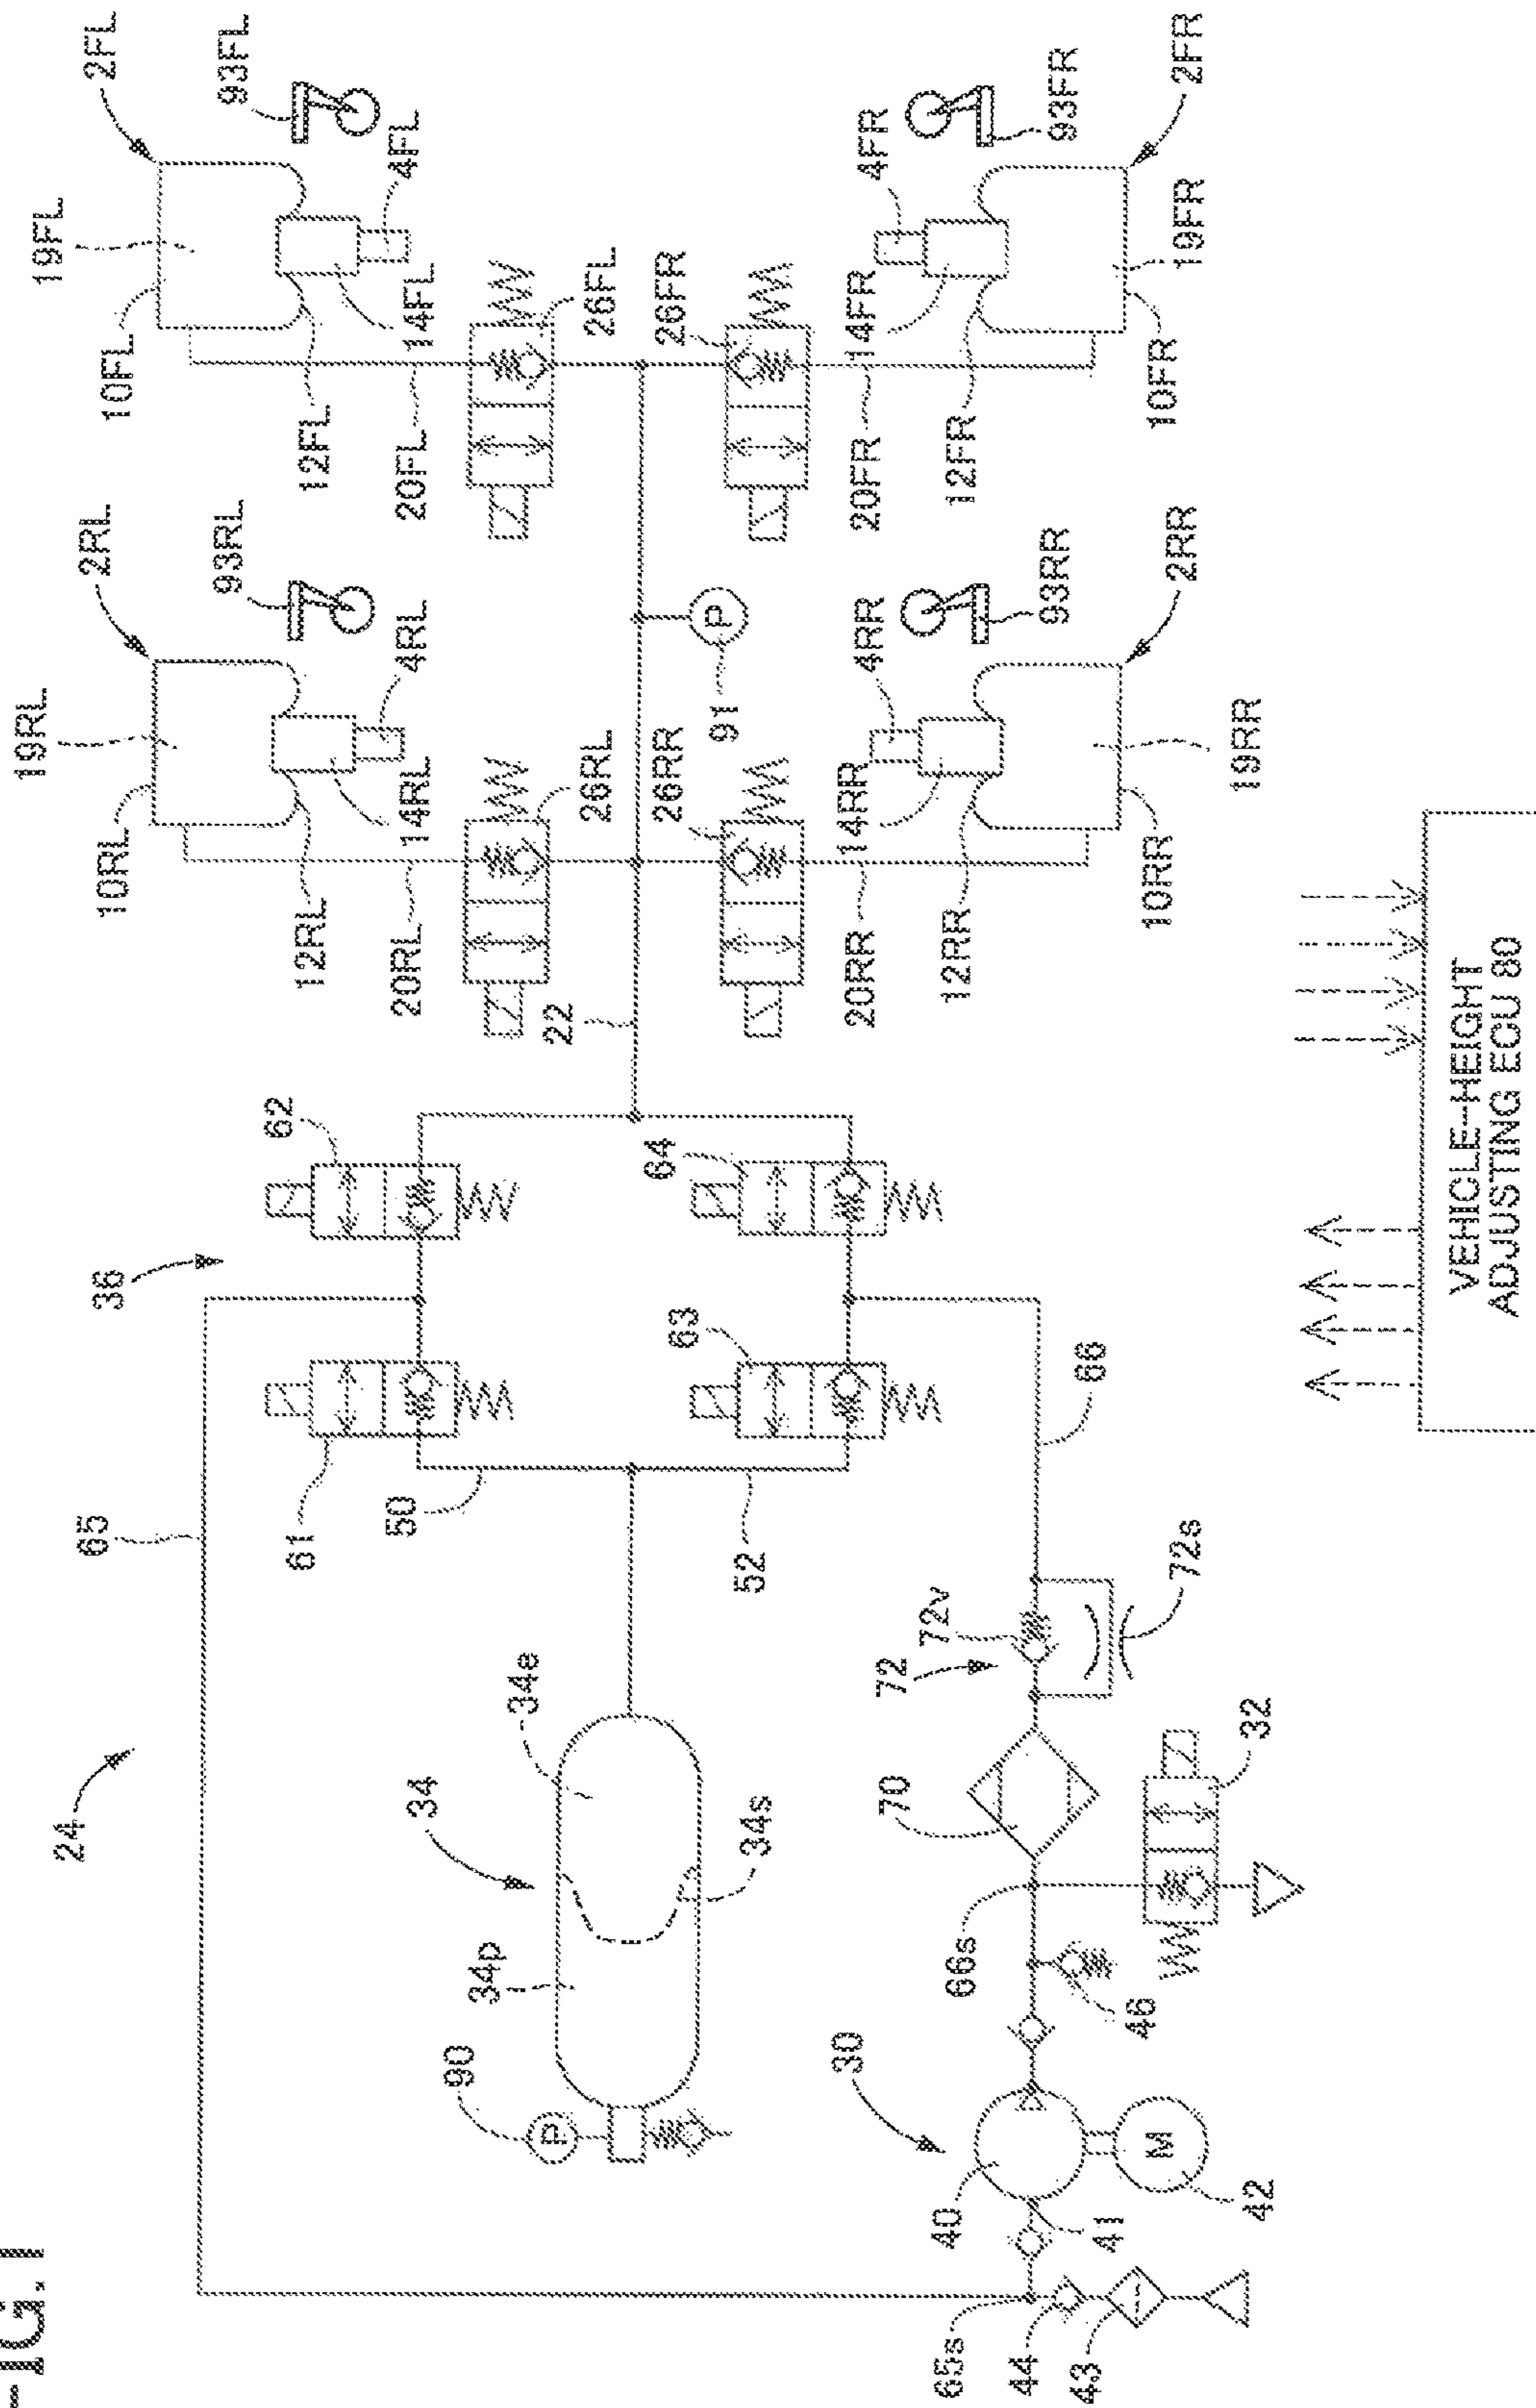 FIG.1
24
65
36
62
61
50
64
63
52
22
66
34
34e
34s
34p
90
P
30
40
41
42
M
43
44
65s
46
66s
70
72
72v
72s
32
2RL
19RL
10RL
12RL
14RL
4RL
93RL
20RL
26RL
2FL
19FL
10FL
12FL
14FL
4FL
93FL
20FL
26FL
P
91
26RR
20RR
14RR
4RR
93RR
12RR
10RR
19RR
2RR
26FR
20FR
14FR
4FR
93FR
12FR
10FR
19FR
2FR
VEHICLE-HEIGHT
ADJUSTING ECU 80